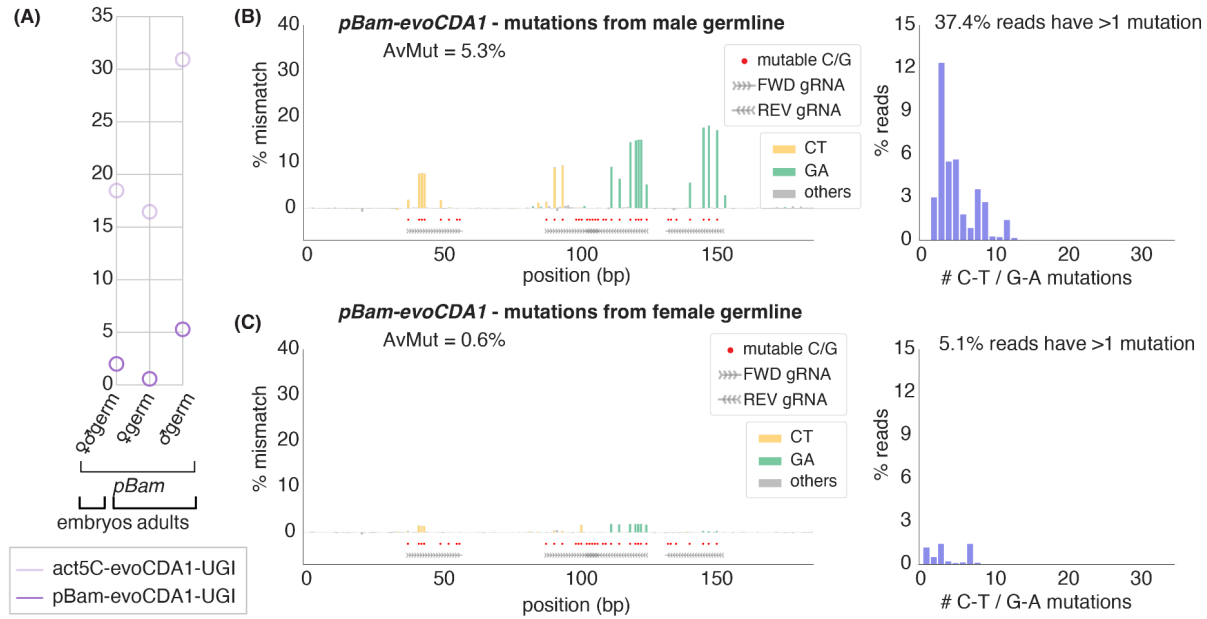 (A)
35
30
25
20
15
10
5
0
♀♂germ
♀germ
♂germ
pBam
embryos adults
act5C-evoCDA1-UGI
pBam-evoCDA1-UGI
(B)
pBam-evoCDA1 - mutations from male germline
AvMut = 5.3%
% mismatch
40
30
20
10
0
mutable C/G
FWD gRNA
REV gRNA
CT
GA
others
0 50 100 150
position (bp)
37.4% reads have >1 mutation
% reads
15
12
9
6
3
0
0 10 20 30
# C-T / G-A mutations
(C)
pBam-evoCDA1 - mutations from female germline
AvMut = 0.6%
% mismatch
40
30
20
10
0
mutable C/G
FWD gRNA
REV gRNA
CT
GA
others
0 50 100 150
position (bp)
5.1% reads have >1 mutation
% reads
15
12
9
6
3
0
0 10 20 30
# C-T / G-A mutations